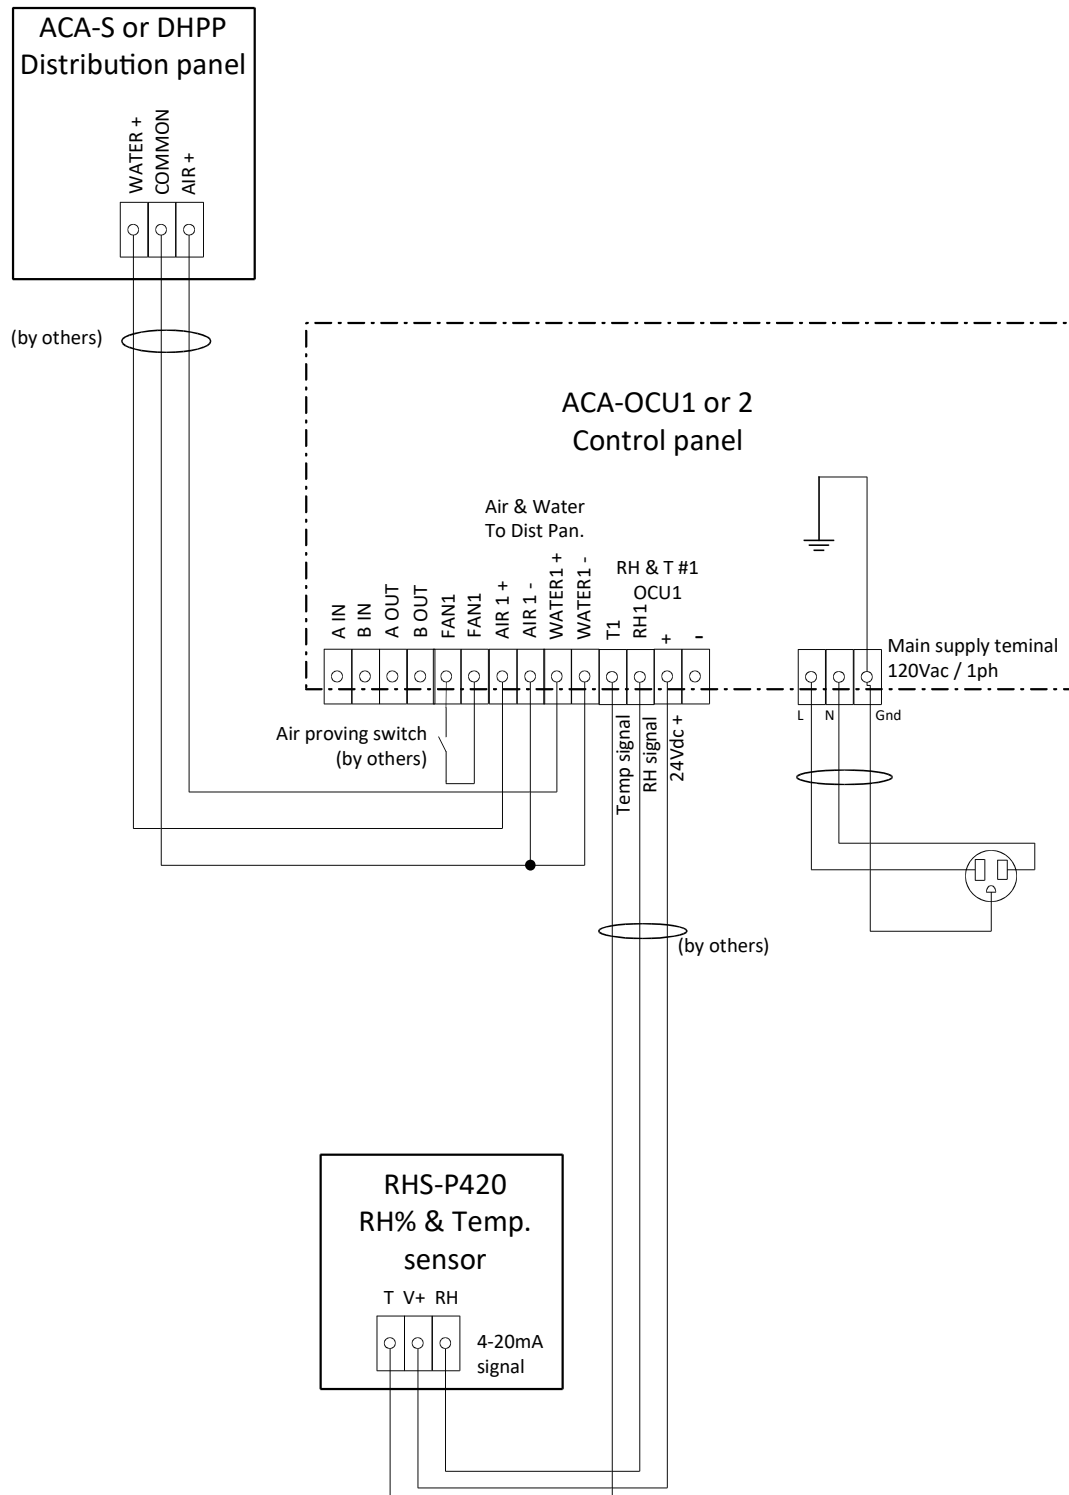 ACA-S or DHPP
Distribution panel
WATER +
COMMON
AIR +
(by others)
ACA-OCU1 or 2
Control panel
Air & Water
To Dist Pan.
RH & T #1
OCU1
A IN
B IN
A OUT
B OUT
FAN1
FAN1
AIR 1 +
AIR 1 -
WATER1 +
WATER1 -
T1
RH1
+
-
Main supply teminal
120Vac / 1ph
L
N
Gnd
Air proving switch
(by others)
Temp signal
RH signal
24Vdc +
(by others)
RHS-P420
RH% & Temp.
sensor
T V+ RH
4-20mA
signal